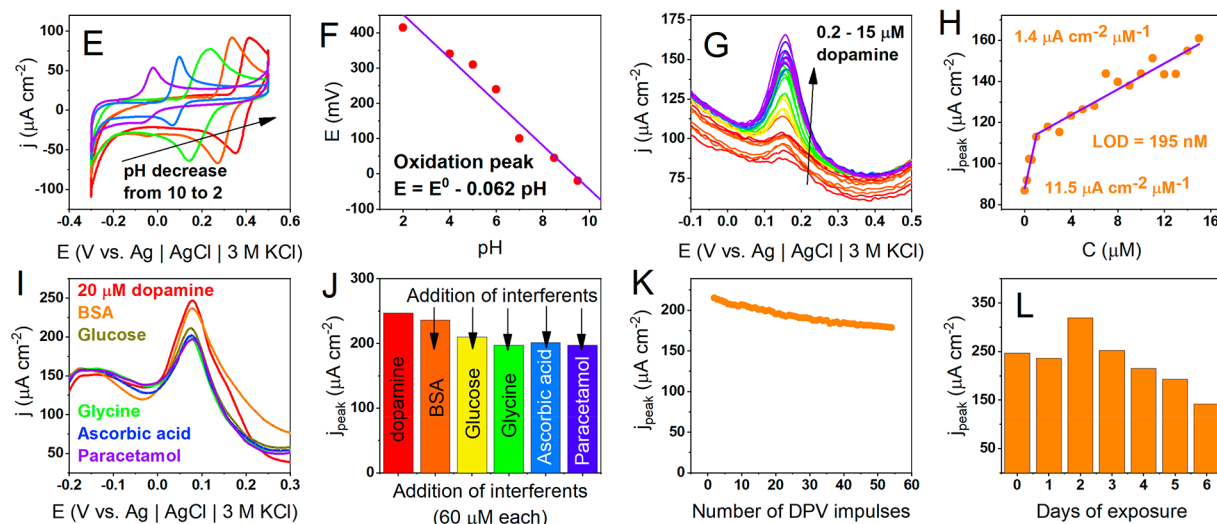 E
100
50
0
-50
-100
j (µA cm⁻²)
pH decrease
from 10 to 2
-0.4 -0.2 0.0 0.2 0.4 0.6
E (V vs. Ag | AgCl | 3 M KCl)
F
500
400
300
200
100
0
-100
E (mV)
Oxidation peak
E = E⁰ - 0.062 pH
2 4 6 8 10
pH
G
0.2 - 15 µM
dopamine
175
150
125
100
75
j (µA cm⁻²)
-0.1 0.0 0.1 0.2 0.3 0.4 0.5
E (V vs. Ag | AgCl | 3 M KCl)
H
1.4 µA cm⁻² µM⁻¹
160
140
120
100
80
j peak (µA cm⁻²)
LOD = 195 nM
11.5 µA cm⁻² µM⁻¹
0 4 8 12 16
C (µM)
I
20 µM dopamine
BSA
Glucose
Glycine
Ascorbic acid
Paracetamol
250
200
150
100
50
j (µA cm⁻²)
-0.2 -0.1 0.0 0.1 0.2 0.3
E (V vs. Ag | AgCl | 3 M KCl)
J
Addition of interferents
300
200
100
0
j peak (µA cm⁻²)
dopamine
BSA
Glucose
Glycine
Ascorbic acid
Paracetamol
Addition of interferents
(60 µM each)
K
250
200
150
100
50
0
j peak (µA cm⁻²)
0 10 20 30 40 50 60
Number of DPV impulses
L
350
250
150
50
j peak (µA cm⁻²)
0 1 2 3 4 5 6
Days of exposure